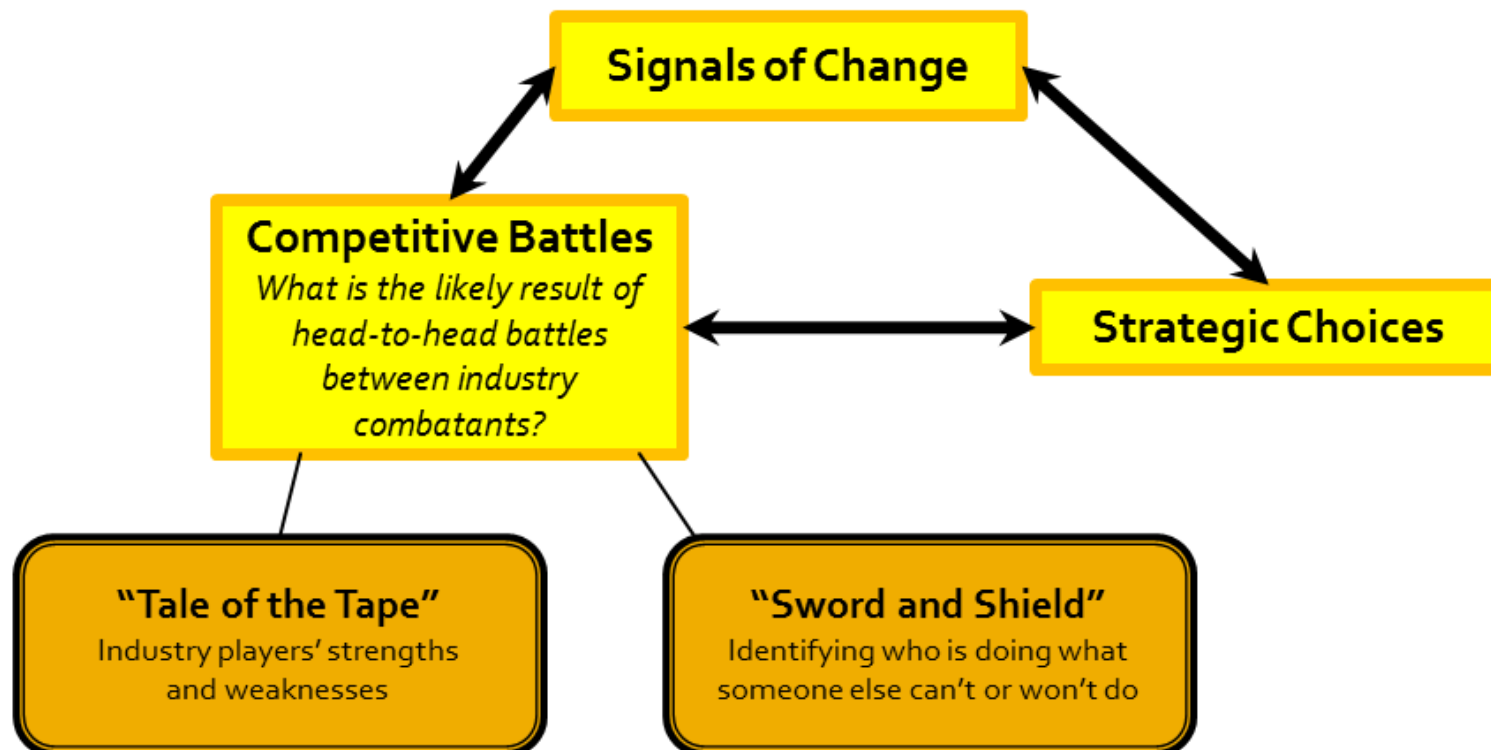 Signals of Change
Competitive Battles
What is the likely result of
head-to-head battles
between industry
combatants?
Strategic Choices
“Tale of the Tape”
Industry players’ strengths
and weaknesses
“Sword and Shield”
Identifying who is doing what
someone else can’t or won’t do